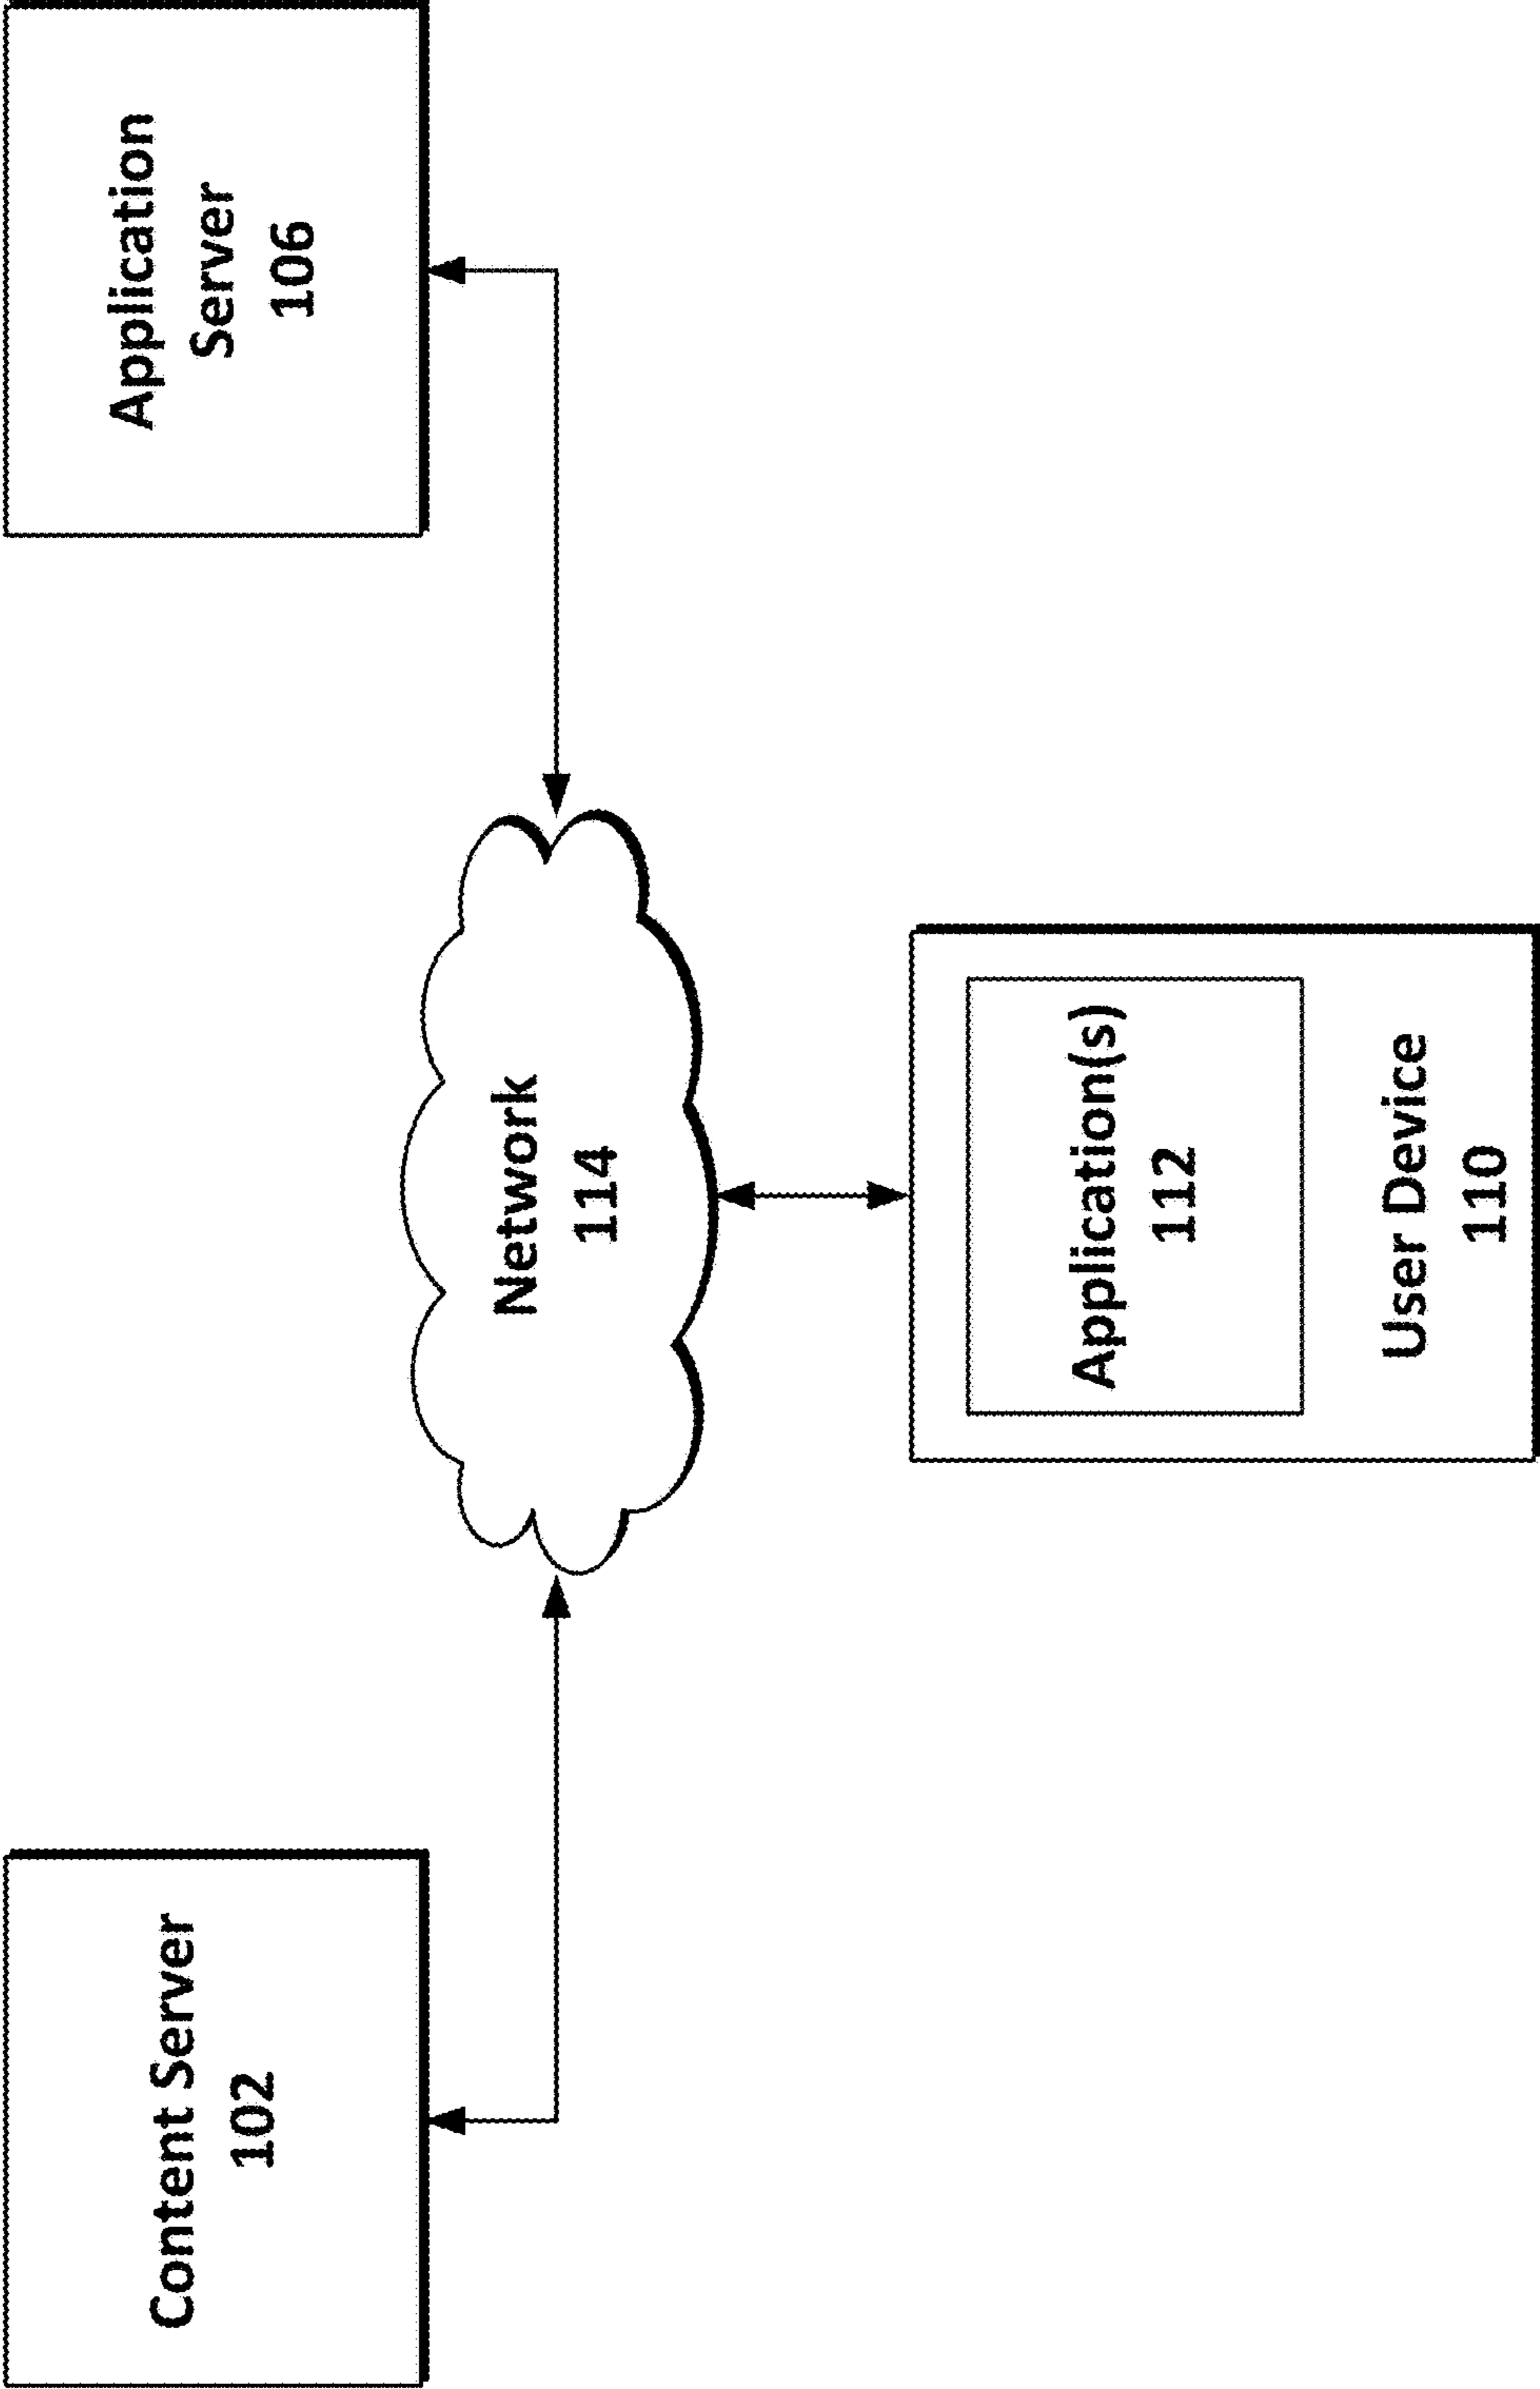 Content Server
102
Application
Server
106
Network
114
Application(s)
112
User Device
110